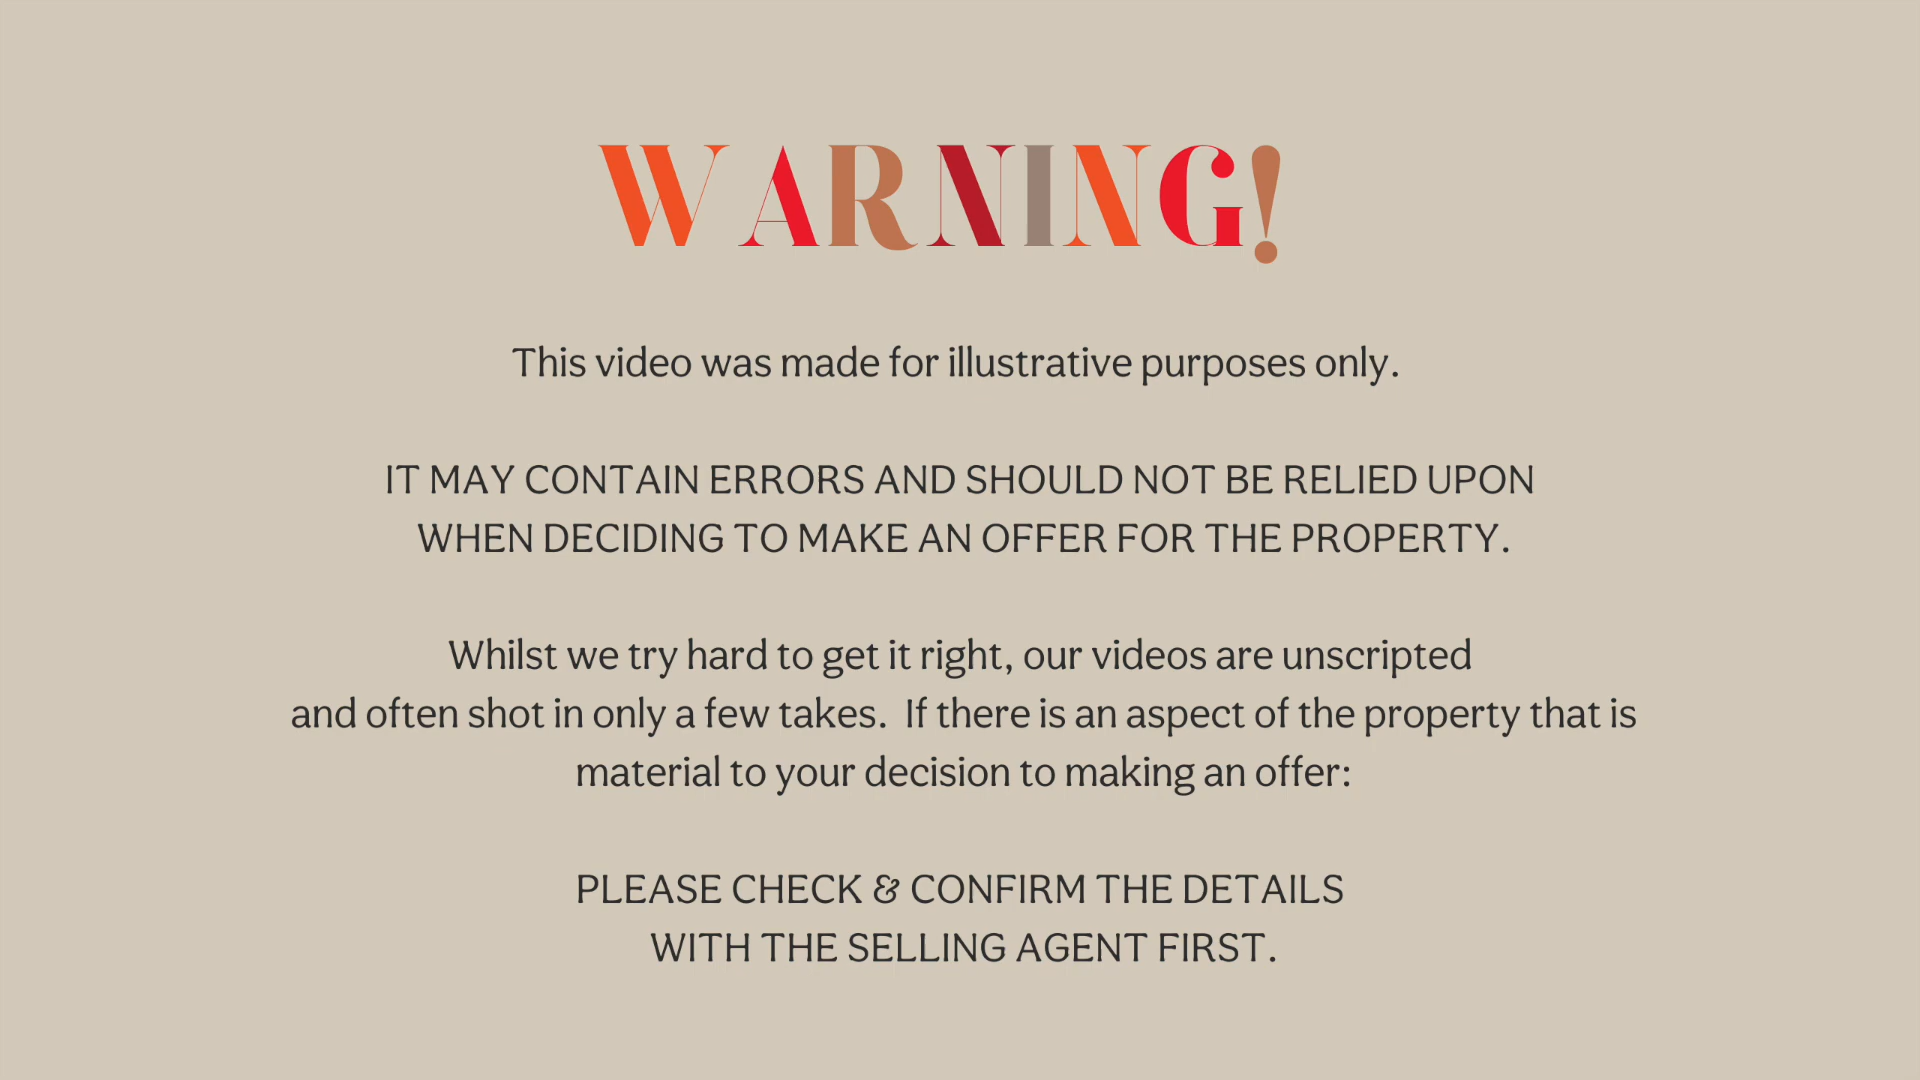 WARNING!
This video was made for illustrative purposes only.
IT MAY CONTAIN ERRORS AND SHOULD NOT BE RELIED UPON
WHEN DECIDING TO MAKE AN OFFER FOR THE PROPERTY.
Whilst we try hard to get it right, our videos are unscripted
and often shot in only a few takes.  If there is an aspect of the property that is
material to your decision to making an offer:
PLEASE CHECK & CONFIRM THE DETAILS
WITH THE SELLING AGENT FIRST.